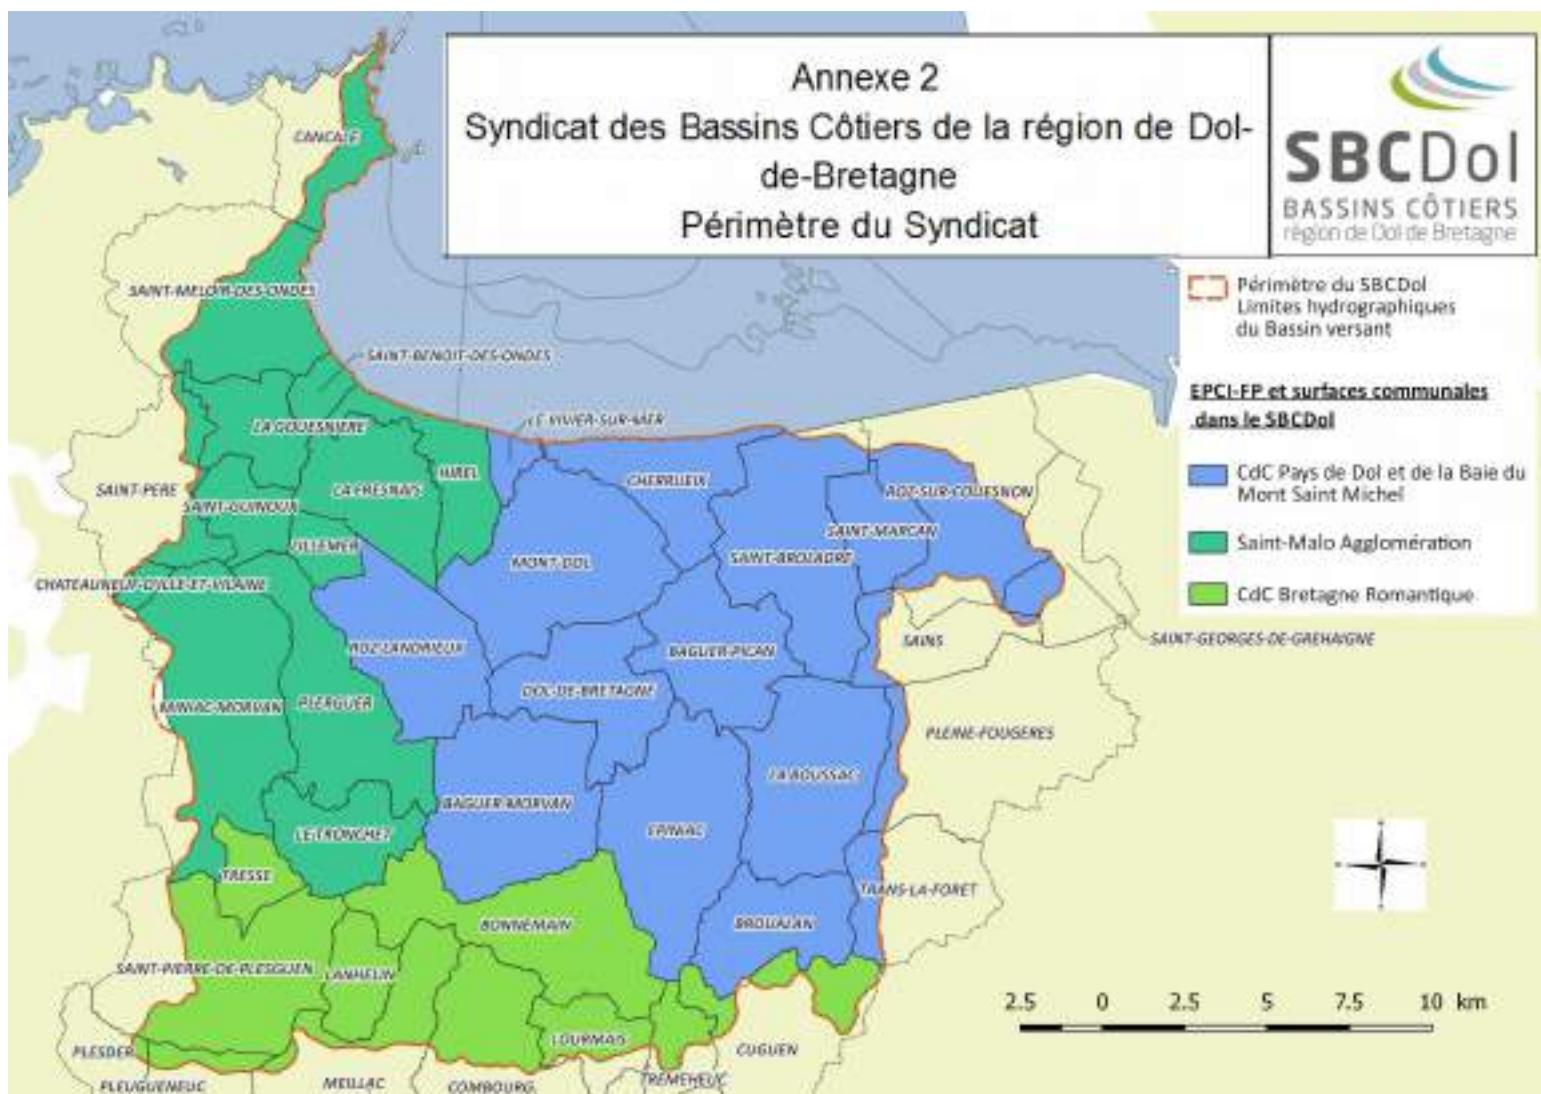 Annexe 2
Syndicat des Bassins Côtiers de la région de Dol-
de-Bretagne
Périmètre du Syndicat
SBCDol
BASSINS CÔTIERS
région de Dol de Bretagne
Périmètre du SBCDol
Limites hydrographiques
du Bassin versant
EPCI-FP et surfaces communales
dans le SBCDol
CdC Pays de Dol et de la Baie du
Mont Saint Michel
Saint-Malo Agglomération
CdC Bretagne Romantique
CANCALE
SAINT-MELOIR-DES-ONDES
SAINT-BENOIT-DES-ONDES
LE-VIVIER-SUR-MER
LA GOUESNIERE
HIREL
CHERRUEIX
SAINT-PERE
LA-FRESNAIS
ROZ-SUR-COUESNON
SAINT-GUINOUX
SAINT-MARCAN
LILLEMER
MONT-DOL
SAINT-BROLADRE
CHATEAUNEUF-D'ILLE-ET-VILAINE
SAINS
SAINT-GEORGES-DE-GREHAIGNE
ROZ-LANDRIEUX
BAGUER-PICAN
DOL-DE-BRETAGNE
MINIAC-MORVAN
PLERGUER
PLEINE-FOUGERES
LA-BOUSSAC
BAGUER-MORVAN
EPINIAC
LE-TRONCHET
TRESSE
TRANS-LA-FORET
BONNEMAIN
BROUALAN
SAINT-PIERRE-DE-PLESGUEN
LANHELIN
LOURMAIS
CUGUEN
PLESDER
PLEUGUENEUC
MEILLAC
COMBOURG
TREMEHEUC
2.5 0 2.5 5 7.5 10 km